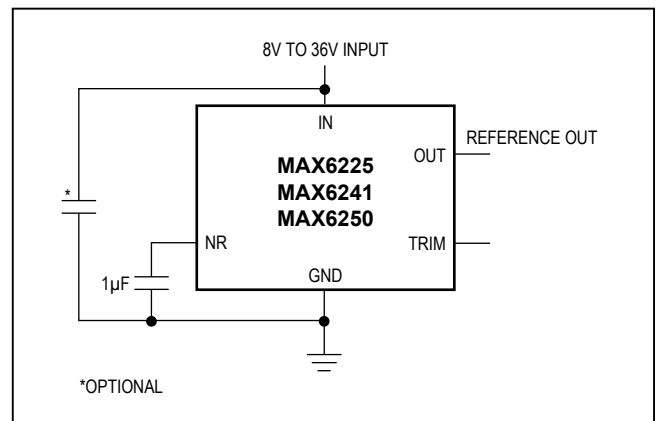 8V TO 36V INPUT
IN
OUT
REFERENCE OUT
MAX6225
MAX6241
MAX6250
*
NR
TRIM
1µF
GND
*OPTIONAL